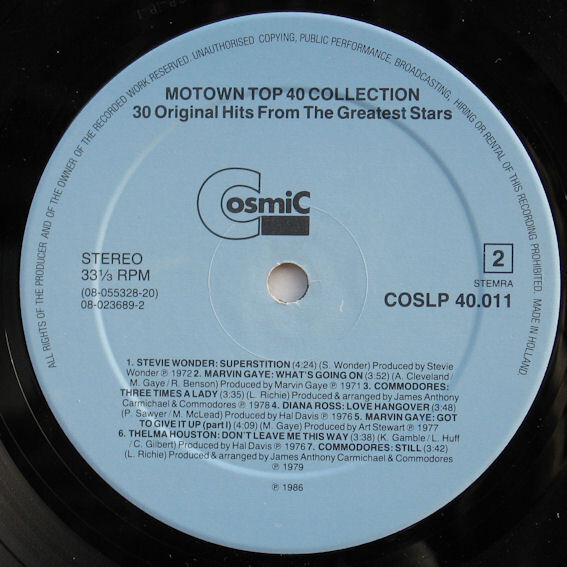 ALL RIGHTS OF THE PRODUCER AND OF THE OWNER OF THE RECORDED WORK RESERVED. UNAUTHORISED COPYING, PUBLIC PERFORMANCE, BROADCASTING, HIRING OR RENTAL OF THIS RECORDING PROHIBITED. MADE IN HOLLAND.
MOTOWN TOP 40 COLLECTION
30 Original Hits From The Greatest Stars
CosmiC
STEREO
33⅓ RPM
(08-055328-20)
08-023689-2
2
STEMRA
COSLP 40.011
1. STEVIE WONDER: SUPERSTITION (4:24) (S. Wonder) Produced by Stevie
Wonder ℗ 1972 2. MARVIN GAYE: WHAT'S GOING ON (3:52) (A. Cleveland/
M. Gaye/R. Benson) Produced by Marvin Gaye ℗ 1971 3. COMMODORES:
THREE TIMES A LADY (3:35) (L. Richie) Produced & arranged by James Anthony
Carmichael & Commodores ℗ 1978 4. DIANA ROSS: LOVE HANGOVER (3:48)
(P. Sawyer/M. McLead) Produced by Hal Davis ℗ 1976 5. MARVIN GAYE: GOT
TO GIVE IT UP (part I) (4:09) (M. Gaye) Produced by Art Stewart ℗ 1977
6. THELMA HOUSTON: DON'T LEAVE ME THIS WAY (3:38) (K. Gamble/L. Huff
/C. Gilbert) Produced by Hal Davis ℗ 1976 7. COMMODORES: STILL (3:42)
(L. Richie) Produced & arranged by James Anthony Carmichael & Commodores
℗ 1979
℗ 1986